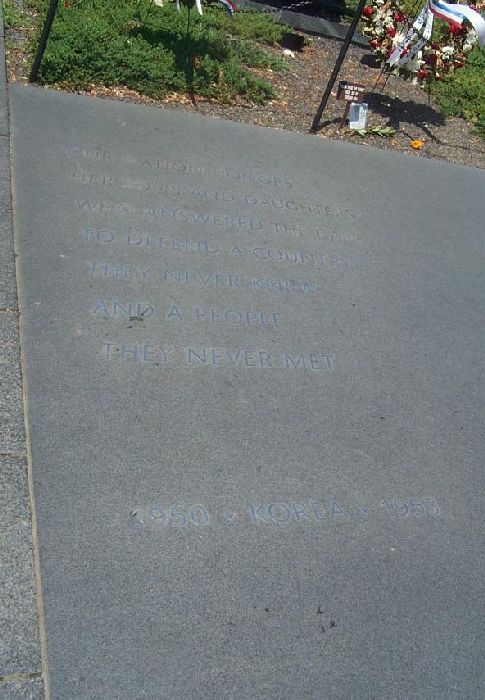 OUR NATION HONORS
HER SONS AND DAUGHTERS
WHO ANSWERED THE CALL
TO DEFEND A COUNTRY
THEY NEVER KNEW
AND A PEOPLE
THEY NEVER MET
1950 • KOREA • 1953